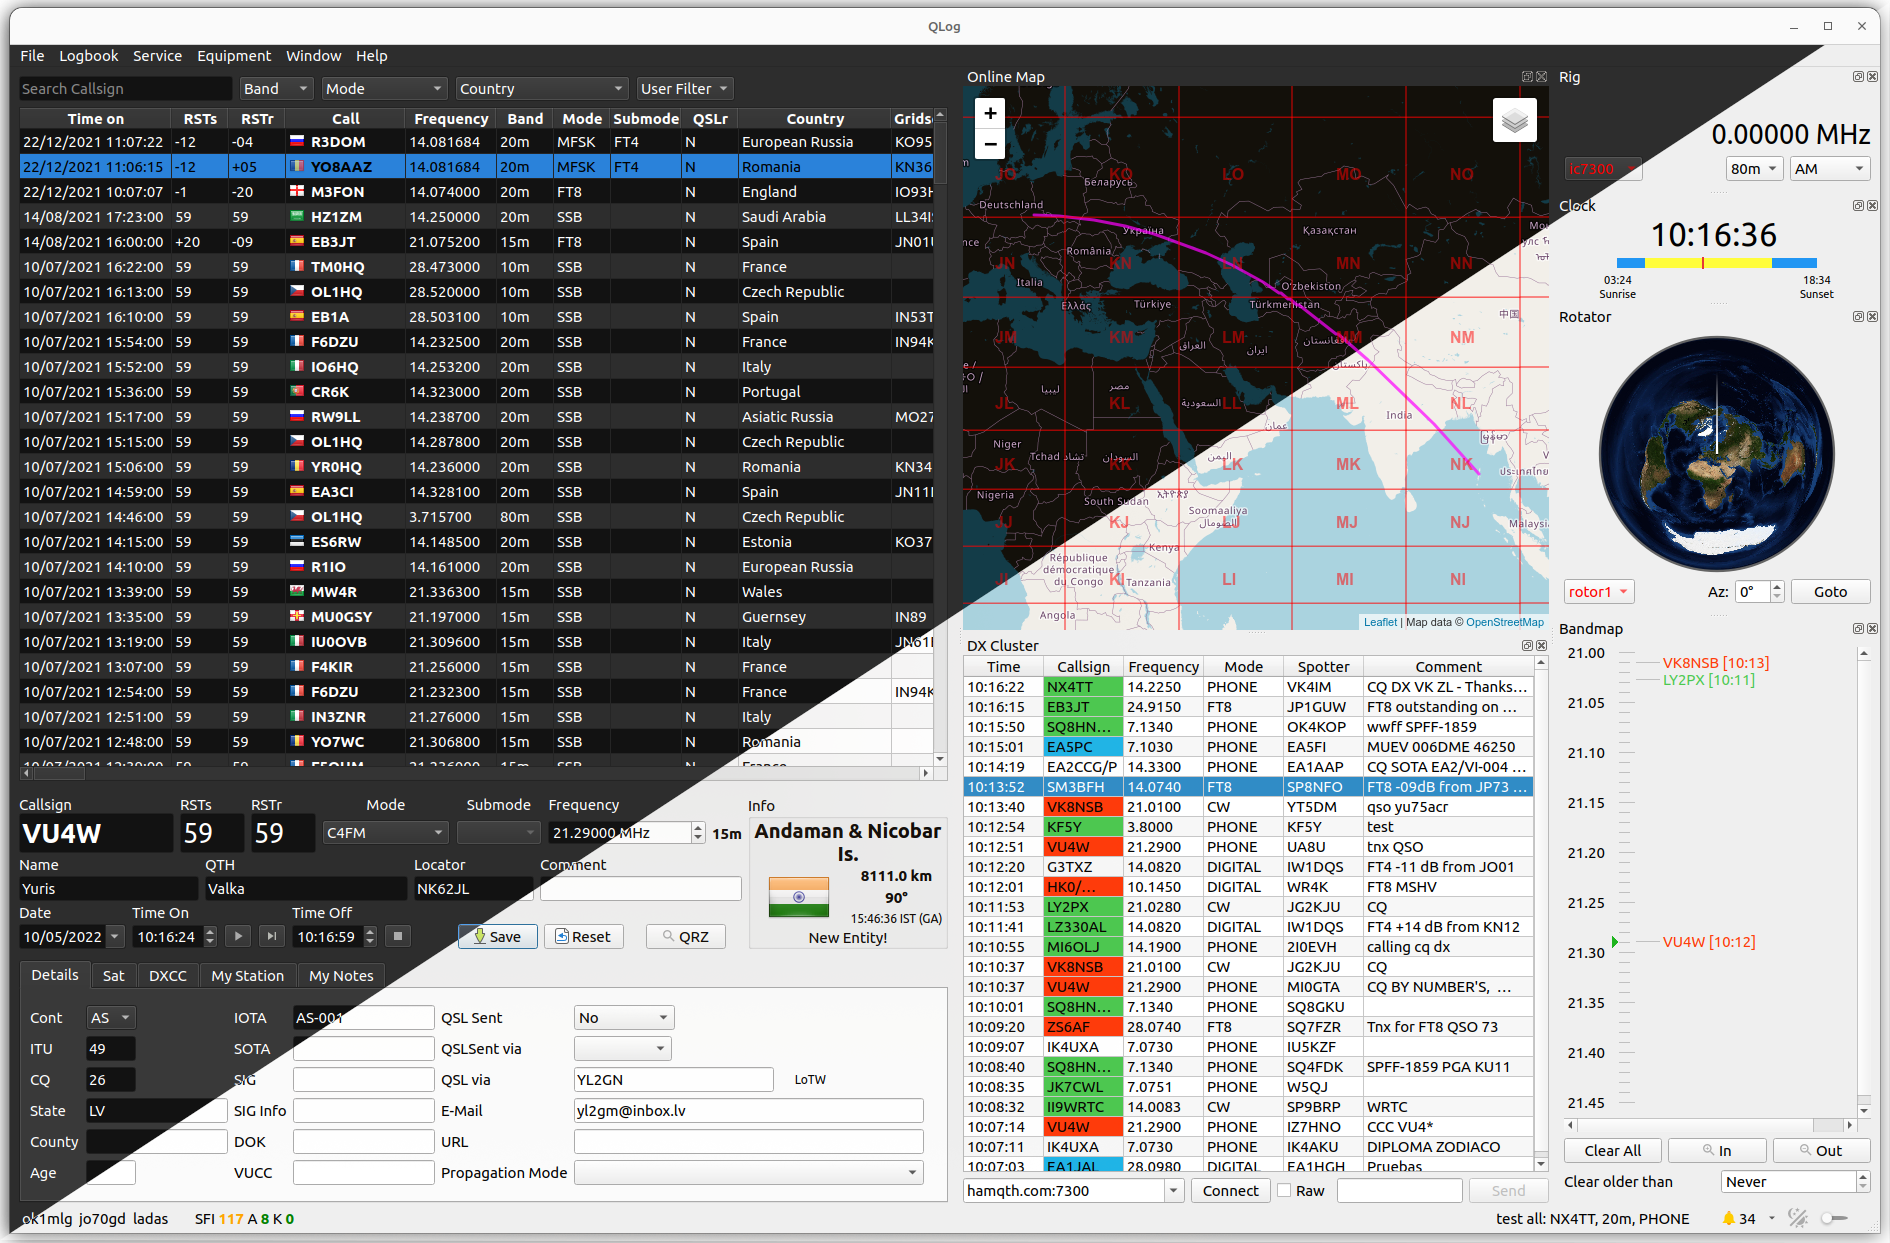 QLog
File Logbook Service Equipment Window Help
Search Callsign Band Mode Country User Filter
Time on RSTs RSTr Call Frequency Band Mode Submode QSLr Country Grids
22/12/2021 11:07:22 -12 -04 R3DOM 14.081684 20m MFSK FT4 N European Russia KO95
22/12/2021 11:06:15 -12 +05 YO8AAZ 14.081684 20m MFSK FT4 N Romania KN36
22/12/2021 10:07:07 -1 -20 M3FON 14.074000 20m FT8 N England IO93
14/08/2021 17:23:00 59 59 HZ1ZM 14.250000 20m SSB N Saudi Arabia LL34
14/08/2021 16:00:00 +20 -09 EB3JT 21.075200 15m FT8 N Spain JN01
10/07/2021 16:22:00 59 59 TM0HQ 28.473000 10m SSB N France
10/07/2021 16:13:00 59 59 OL1HQ 28.520000 10m SSB N Czech Republic
10/07/2021 16:10:00 59 59 EB1A 28.503100 10m SSB N Spain IN53
10/07/2021 15:54:00 59 59 F6DZU 14.232500 20m SSB N France IN94
10/07/2021 15:52:00 59 59 IO6HQ 14.253200 20m SSB N Italy
10/07/2021 15:36:00 59 59 CR6K 14.323000 20m SSB N Portugal
10/07/2021 15:17:00 59 59 RW9LL 14.238700 20m SSB N Asiatic Russia MO27
10/07/2021 15:15:00 59 59 OL1HQ 14.287800 20m SSB N Czech Republic
10/07/2021 15:06:00 59 59 YR0HQ 14.236000 20m SSB N Romania KN34
10/07/2021 14:59:00 59 59 EA3CI 14.328100 20m SSB N Spain JN11
10/07/2021 14:46:00 59 59 OL1HQ 3.715700 80m SSB N Czech Republic
10/07/2021 14:15:00 59 59 ES6RW 14.148500 20m SSB N Estonia KO37
10/07/2021 14:10:00 59 59 R1IO 14.161000 20m SSB N European Russia
10/07/2021 13:39:00 59 59 MW4R 21.336300 15m SSB N Wales
10/07/2021 13:35:00 59 59 MU0GSY 21.197000 15m SSB N Guernsey IN89
10/07/2021 13:19:00 59 59 IU0OVB 21.309600 15m SSB N Italy JN61
10/07/2021 13:07:00 59 59 F4KIR 21.256000 15m SSB N France
10/07/2021 12:54:00 59 59 F6DZU 21.232300 15m SSB N France IN94
10/07/2021 12:51:00 59 59 IN3ZNR 21.276000 15m SSB N Italy
10/07/2021 12:48:00 59 59 YO7WC 21.306800 15m SSB N Romania
Callsign RSTs RSTr Mode Submode Frequency
VU4W 59 59 C4FM 21.29000 MHz 15m
Name QTH Locator Comment
Yuris Valka NK62JL
Date Time On Time Off
10/05/2022 10:16:24 10:16:59 Save Reset QRZ
Info
Andaman & Nicobar
Is.
8111.0 km
90°
15:46:36 IST (GA)
New Entity!
Details Sat DXCC My Station My Notes
Cont AS IOTA AS-001 QSL Sent No
ITU 49 SOTA QSLSent via
CQ 26 SIG QSL via YL2GN LoTW
State LV SIG Info E-Mail yl2gm@inbox.lv
County DOK URL
Age VUCC Propagation Mode
ok1mlg jo70gd ladas SFI 117 A 8 K 0
Online Map
+
−
JO KO LO MO NO
Беларусь
Deutschland
Україна
Қазақстан
România
JN KN LN MN NN
Italia
O'zbekiston
Ελλάς Türkiye Türkmenistan
中国
JM KM LM MM NM
العراق ایران افغانستان
پاکستان
ليبيا مصر
JL KL السعودية LL ML NL
India
عمان
Niger
Tchad تشاد السودان اليمن
JK KK LK MK NK
ประเทศไทย
Nigeria
South Sudan
Soomaaliya
الصومال
JJ KJ LJ MJ NJ
Malaysi
Kenya
République
démocratique
du Congo
Tanzania
JI KI LI MI NI
Angola
Leaflet | Map data © OpenStreetMap
DX Cluster
Time Callsign Frequency Mode Spotter Comment
10:16:22 NX4TT 14.2250 PHONE VK4IM CQ DX VK ZL - Thanks...
10:16:15 EB3JT 24.9150 FT8 JP1GUW FT8 outstanding on ...
10:15:50 SQ8HN... 7.1340 PHONE OK4KOP wwff SPFF-1859
10:15:01 EA5PC 7.1030 PHONE EA5FI MUEV 006DME 46250
10:14:19 EA2CCG/P 14.3300 PHONE EA1AAP CQ SOTA EA2/VI-004 ...
10:13:52 SM3BFH 14.0740 FT8 SP8NFO FT8 -09dB from JP73 ...
10:13:40 VK8NSB 21.0100 CW YT5DM qso yu75acr
10:12:54 KF5Y 3.8000 PHONE KF5Y test
10:12:51 VU4W 21.2900 PHONE UA8U tnx QSO
10:12:20 G3TXZ 14.0820 DIGITAL IW1DQS FT4 -11 dB from JO01
10:12:01 HK0/... 10.1450 DIGITAL WR4K FT8 MSHV
10:11:53 LY2PX 21.0280 CW JG2KJU CQ
10:11:41 LZ330AL 14.0820 DIGITAL IW1DQS FT4 +14 dB from KN12
10:10:55 MI6OLJ 14.1900 PHONE 2I0EVH calling cq dx
10:10:37 VK8NSB 21.0100 CW JG2KJU CQ
10:10:37 VU4W 21.2900 PHONE MI0GTA CQ BY NUMBER'S, ...
10:10:01 SQ8HN... 7.1340 PHONE SQ8GKU
10:09:20 ZS6AF 28.0740 FT8 SQ7FZR Tnx for FT8 QSO 73
10:09:07 IK4UXA 7.0730 PHONE IU5KZF
10:08:40 SQ8HN... 7.1340 PHONE SQ4FDK SPFF-1859 PGA KU11
10:08:35 JK7CWL 7.0751 PHONE W5QJ
10:08:32 II9WRTC 14.0083 CW SP9BRP WRTC
10:07:14 VU4W 21.2900 PHONE IZ7HNO CCC VU4*
10:07:11 IK4UXA 7.0730 PHONE IK4AKU DIPLOMA ZODIACO
10:07:03 EA1JAL 28.0980 DIGITAL EA1HGH Pruebas
hamqth.com:7300 Connect Raw Send
Rig
0.00000 MHz
ic7300 80m AM
Clock
10:16:36
03:24 18:34
Sunrise Sunset
Rotator
rotor1 Az: 0° Goto
Bandmap
21.00
VK8NSB [10:13]
LY2PX [10:11]
21.05
21.10
21.15
21.20
21.25
VU4W [10:12]
21.30
21.35
21.40
21.45
Clear All In Out
Clear older than Never
test all: NX4TT, 20m, PHONE 34